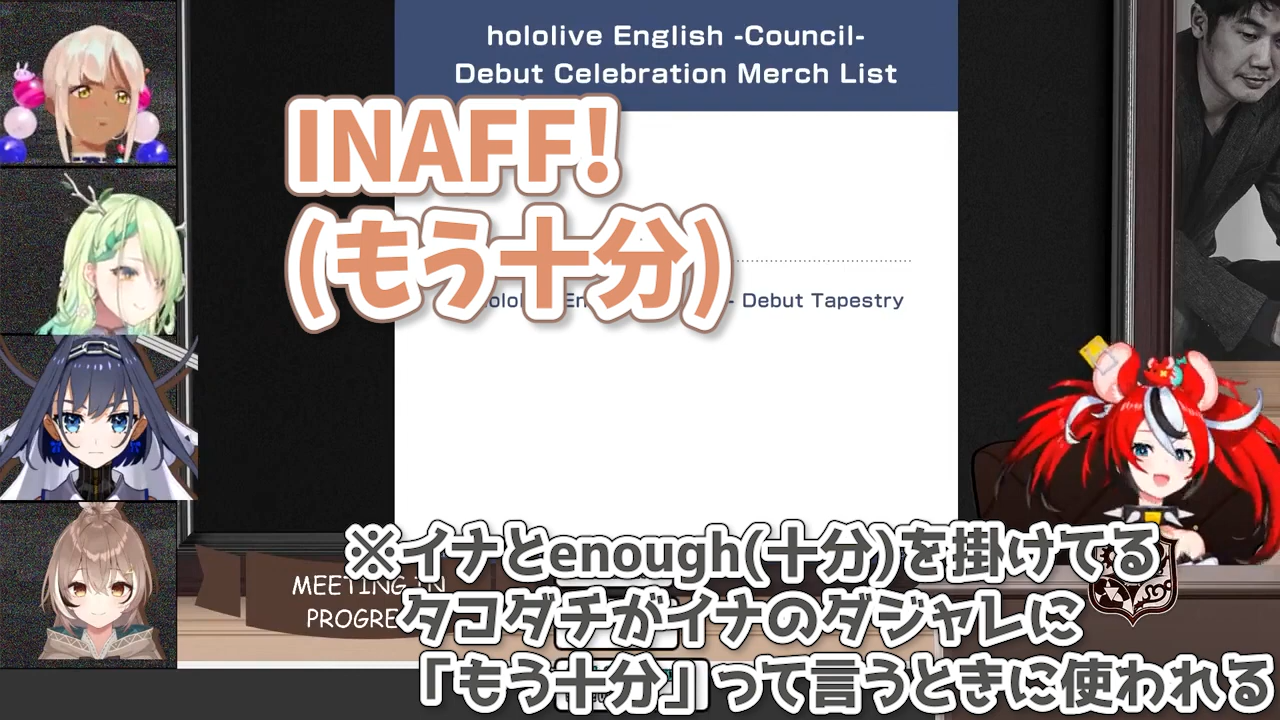 hololive English -Council-
Debut Celebration Merch List
INAFF!
(もう十分)
- Debut Tapestry
MEETING IN
PROGRE
※イナとenough(十分)を掛けてる
タコダチがイナのダジャレに
「もう十分」って言うときに使われる